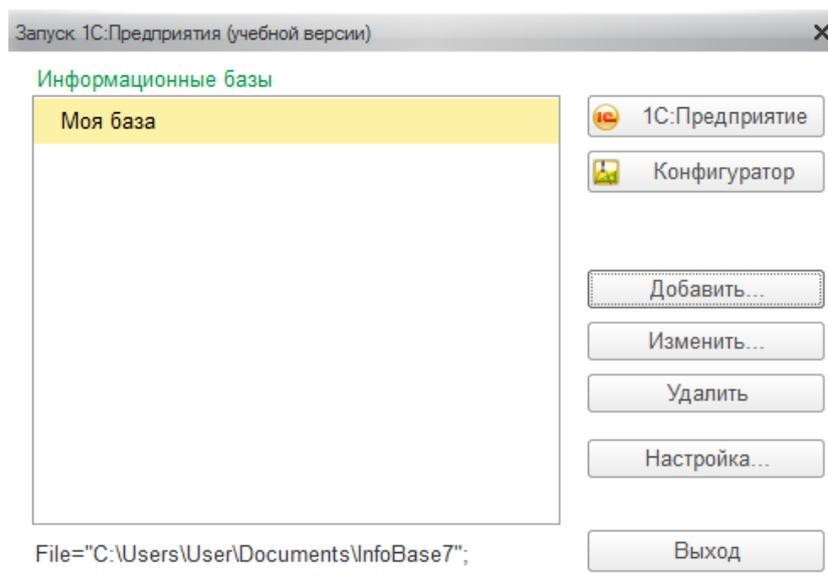 Запуск 1С:Предприятия (учебной версии)
Информационные базы
Моя база
1С:Предприятие
Конфигуратор
Добавить...
Изменить...
Удалить
Настройка...
Выход
File="C:\Users\User\Documents\InfoBase7";